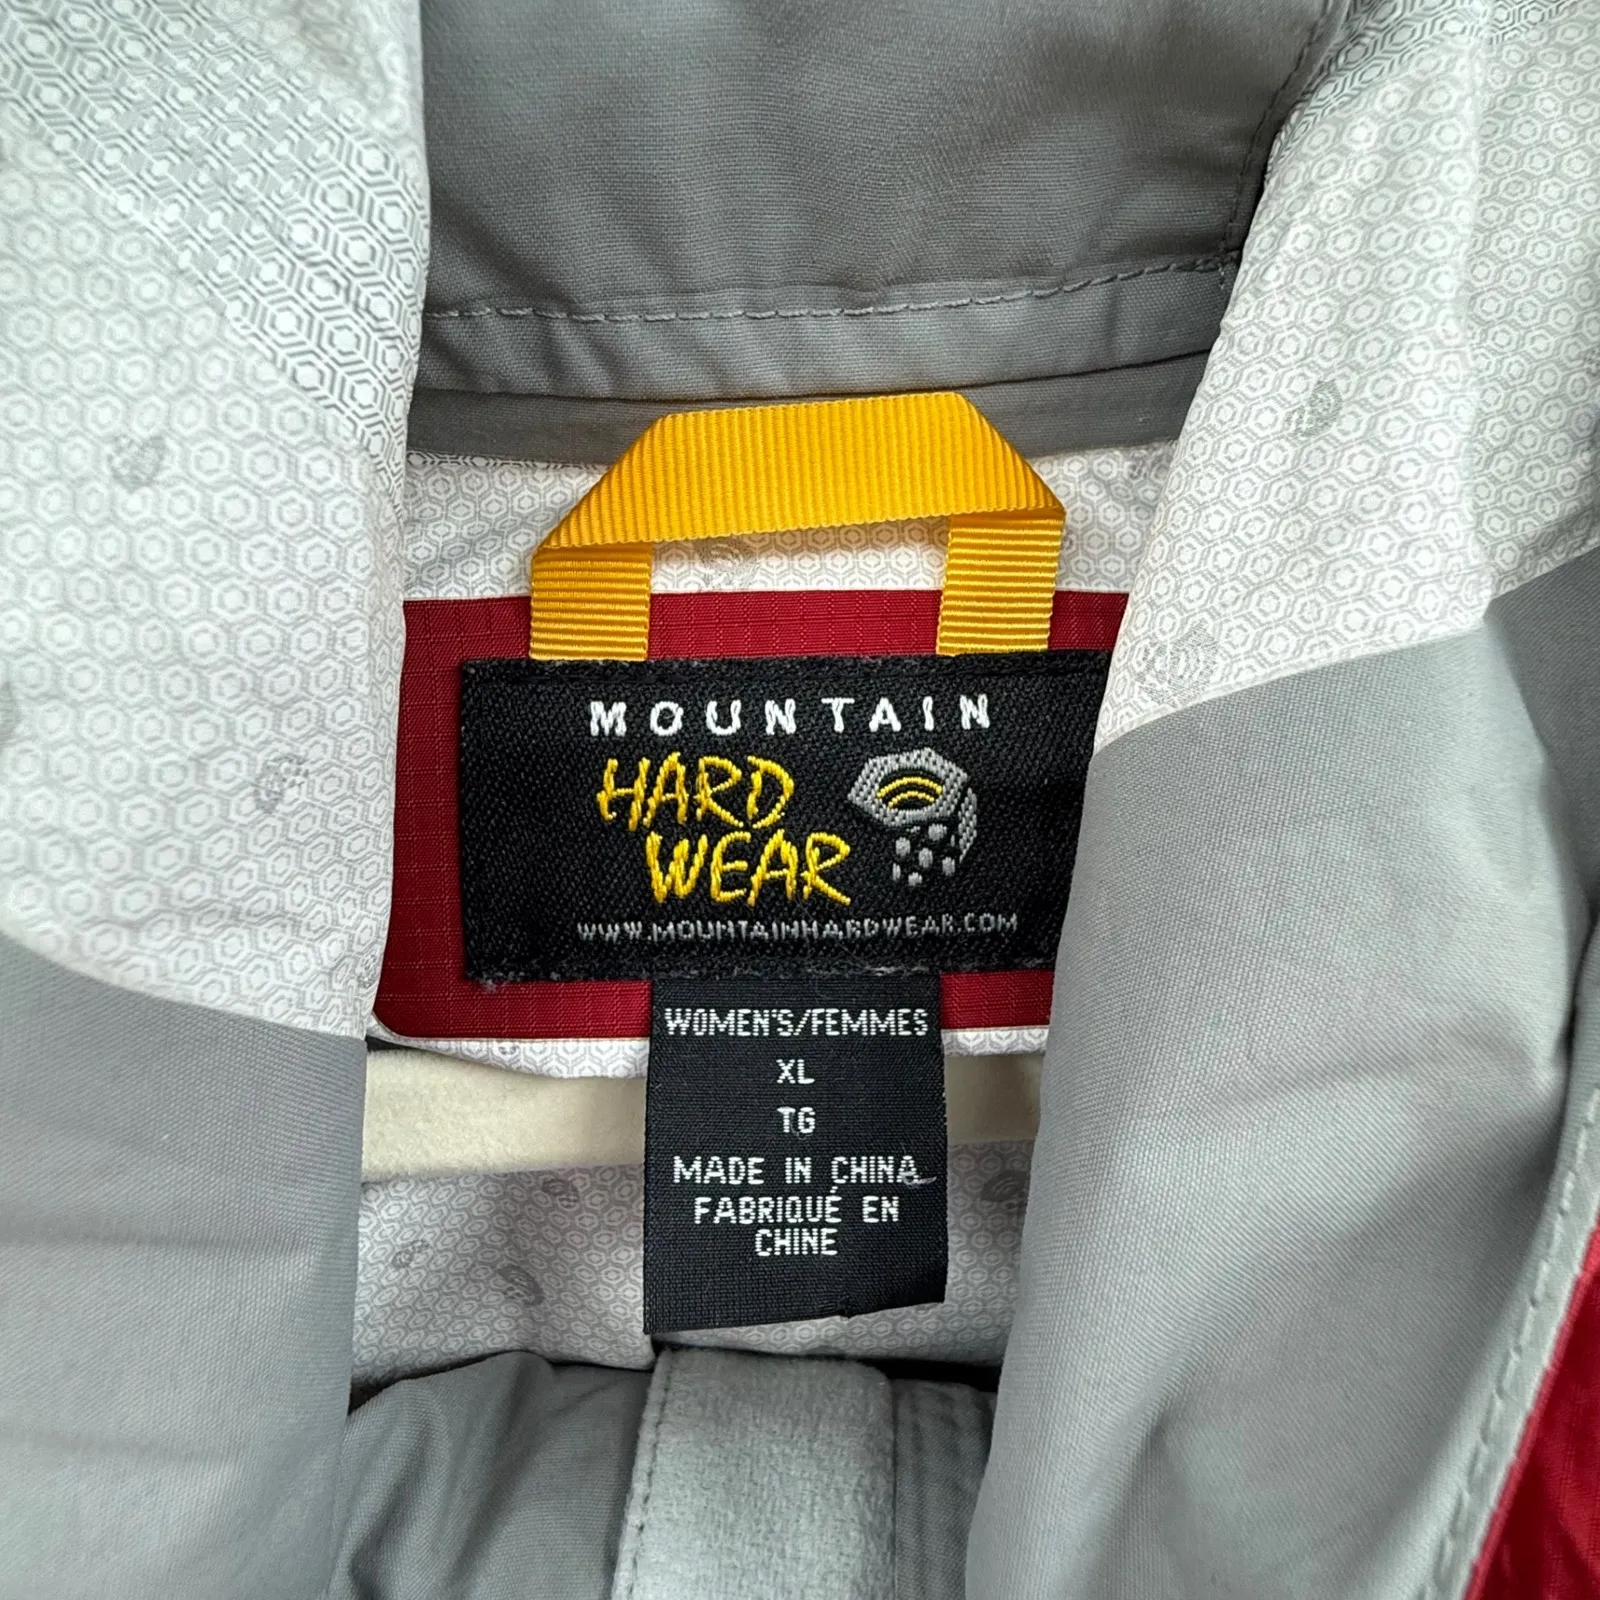 MOUNTAIN
HARD
WEAR
WWW.MOUNTAINHARDWEAR.COM
WOMEN'S/FEMMES
XL
TG
MADE IN CHINA
FABRIQUÉ EN
CHINE